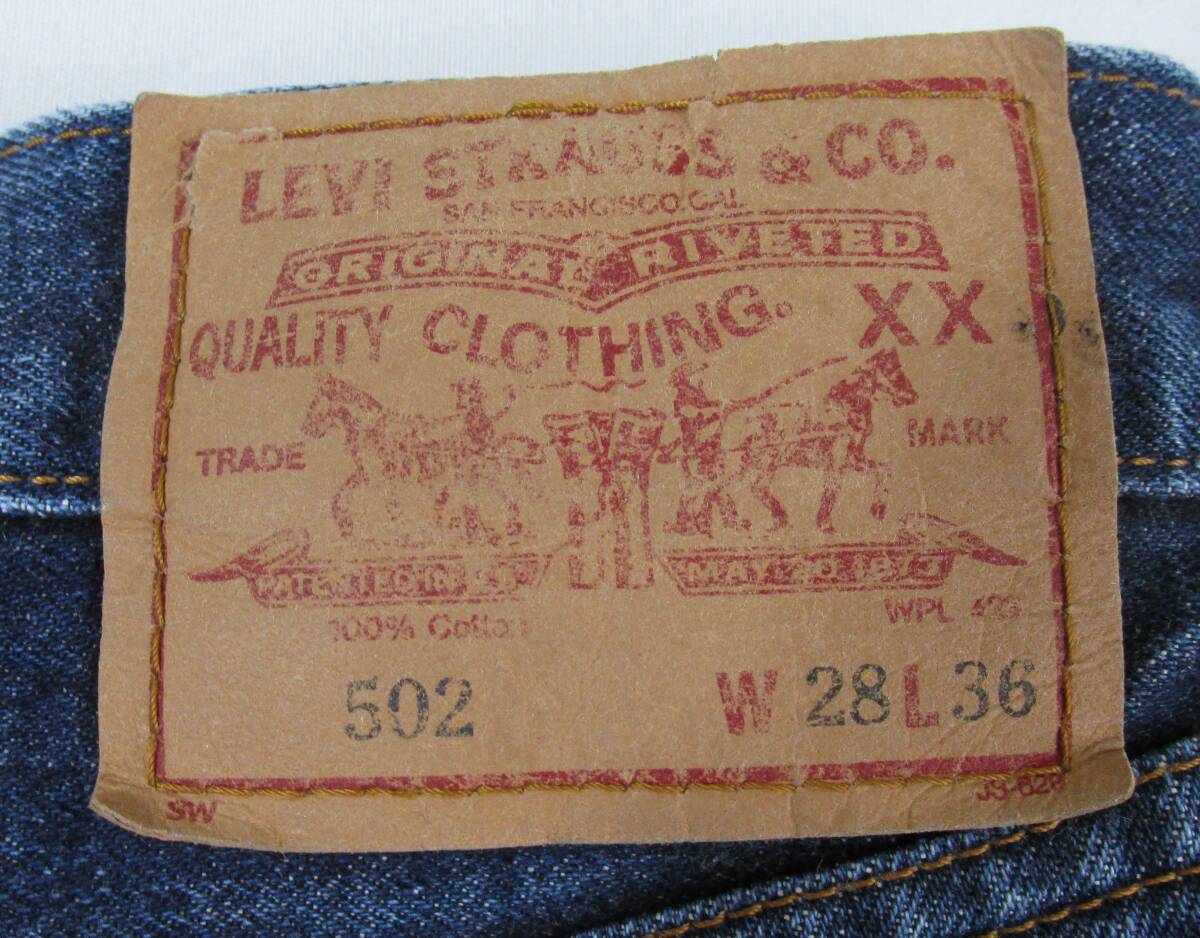 LEVI STRAUSS & CO.
SAN FRANCISCO, CAL.
ORIGINAL RIVETED
QUALITY CLOTHING. XX
TRADE MARK
PATENTED IN U.S. MAY 20 1873
100% Cotton WPL 423
502 W 28 L 36
SW